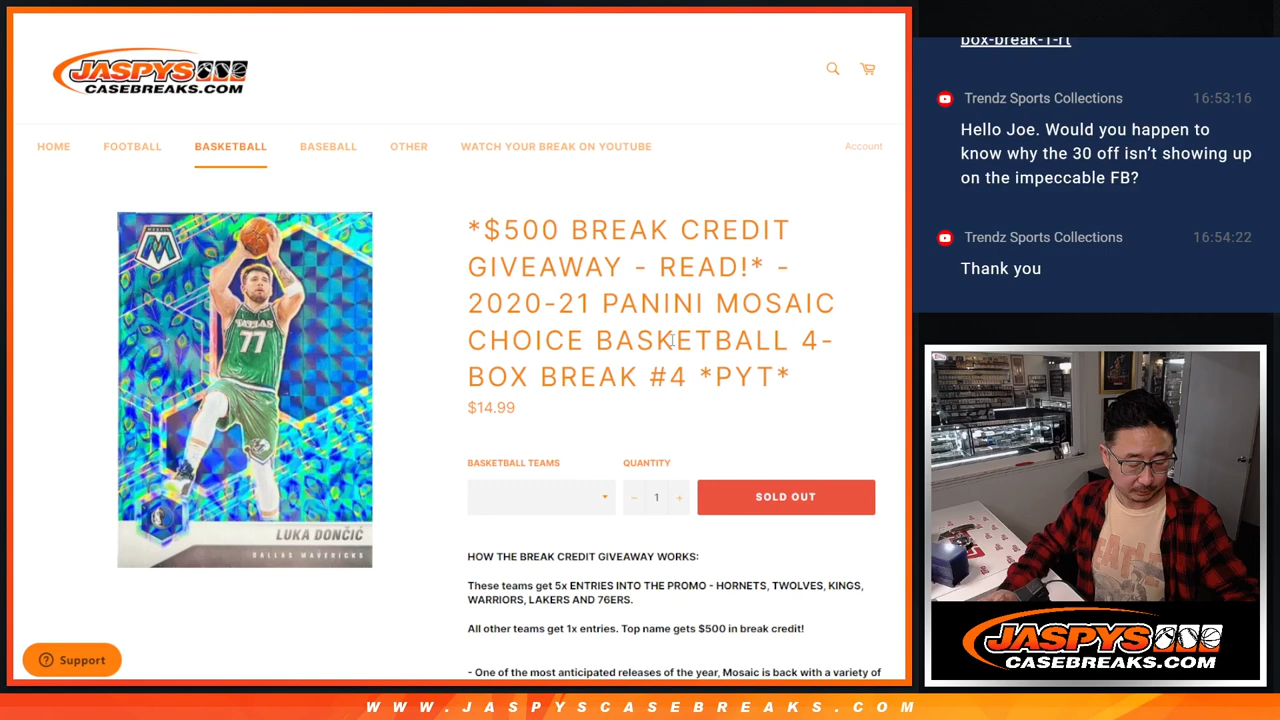 JASPYS
CASEBREAKS.COM
HOME
FOOTBALL
BASKETBALL
BASEBALL
OTHER
WATCH YOUR BREAK ON YOUTUBE
Account
MOSAIC
DALLAS
77
LUKA DONČIĆ
DALLAS MAVERICKS
*$500 BREAK CREDIT
GIVEAWAY - READ!* -
2020-21 PANINI MOSAIC
CHOICE BASKETBALL 4-
BOX BREAK #4 *PYT*
$14.99
BASKETBALL TEAMS
QUANTITY
− 1 +
SOLD OUT
HOW THE BREAK CREDIT GIVEAWAY WORKS:
These teams get 5x ENTRIES INTO THE PROMO - HORNETS, TWOLVES, KINGS,
WARRIORS, LAKERS AND 76ERS.
All other teams get 1x entries. Top name gets $500 in break credit!
- One of the most anticipated releases of the year, Mosaic is back with a variety of
Support
box-break-1-rt
Trendz Sports Collections 16:53:16
Hello Joe. Would you happen to
know why the 30 off isn’t showing up
on the impeccable FB?
Trendz Sports Collections 16:54:22
Thank you
JASPYS
CASEBREAKS.COM
WWW.JASPYSCASEBREAKS.COM